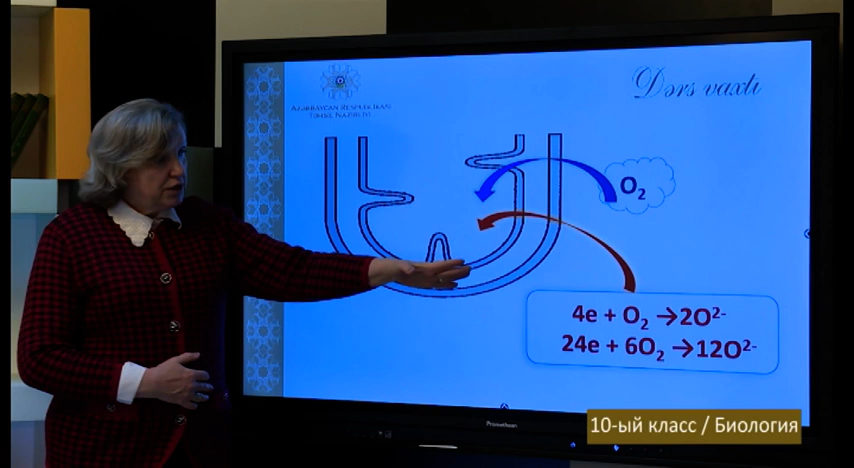 AZƏRBAYCAN RESPUBLİKASI
TƏHSİL NAZİRLİYİ
Dərs vaxtı
O₂
4e + O₂ →2O²⁻
24e + 6O₂ →12O²⁻
Promethean
10-ый класс / Биология